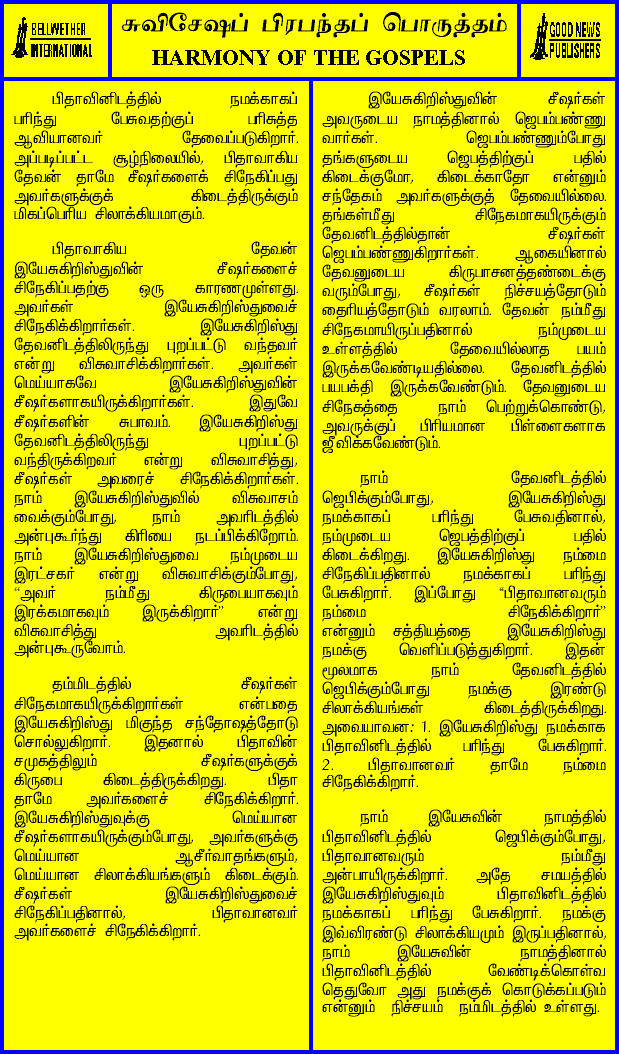 BELLWETHER
INTERNATIONAL
சுவிசேஷப் பிரபந்தப் பொருத்தம்
HARMONY OF THE GOSPELS
GOOD NEWS
PUBLISHERS
பிதாவினிடத்தில் நமக்காகப்
பரிந்து பேசுவதற்குப் பரிசுத்த
ஆவியானவர் தேவைப்படுகிறார்.
அப்படிப்பட்ட சூழ்நிலையில், பிதாவாகிய
தேவன் தாமே சீஷர்களைக் சிநேகிப்பது
அவர்களுக்குக் கிடைத்திருக்கும்
மிகப்பெரிய சிலாக்கியமாகும்.
பிதாவாகிய தேவன்
இயேசுகிறிஸ்துவின் சீஷர்களைச்
சிநேகிப்பதற்கு ஒரு காரணமுள்ளது.
அவர்கள் இயேசுகிறிஸ்துவைச்
சிநேகிக்கிறார்கள். இயேசுகிறிஸ்து
தேவனிடத்திலிருந்து புறப்பட்டு வந்தவர்
என்று விசுவாசிக்கிறார்கள். அவர்கள்
மெய்யாகவே இயேசுகிறிஸ்துவின்
சீஷர்களாகயிருக்கிறார்கள். இதுவே
சீஷர்களின் சுபாவம். இயேசுகிறிஸ்து
தேவனிடத்திலிருந்து புறப்பட்டு
வந்திருக்கிறவர் என்று விசுவாசித்து,
சீஷர்கள் அவரைச் சிநேகிக்கிறார்கள்.
நாம் இயேசுகிறிஸ்துவில் விசுவாசம்
வைக்கும்போது, நாம் அவரிடத்தில்
அன்புகூர்ந்து கிரியை நடப்பிக்கிறோம்.
நாம் இயேசுகிறிஸ்துவை நம்முடைய
இரட்சகர் என்று விசுவாசிக்கும்போது,
“அவர் நம்மீது கிருபையாகவும்
இரக்கமாகவும் இருக்கிறார்” என்று
விசுவாசித்து அவரிடத்தில்
அன்புகூருவோம்.
தம்மிடத்தில் சீஷர்கள்
சிநேகமாகயிருக்கிறார்கள் என்பதை
இயேசுகிறிஸ்து மிகுந்த சந்தோஷத்தோடு
சொல்லுகிறார். இதனால் பிதாவின்
சமுகத்திலும் சீஷர்களுக்குக்
கிருபை கிடைத்திருக்கிறது. பிதா
தாமே அவர்களைச் சிநேகிக்கிறார்.
இயேசுகிறிஸ்துவுக்கு மெய்யான
சீஷர்களாகயிருக்கும்போது, அவர்களுக்கு
மெய்யான ஆசீர்வாதங்களும்,
மெய்யான சிலாக்கியங்களும் கிடைக்கும்.
சீஷர்கள் இயேசுகிறிஸ்துவைச்
சிநேகிப்பதினால், பிதாவானவர்
அவர்களைச் சிநேகிக்கிறார்.
இயேசுகிறிஸ்துவின் சீஷர்கள்
அவருடைய நாமத்தினால் ஜெபம்பண்ணு
வார்கள். ஜெபம்பண்ணும்போது
தங்களுடைய ஜெபத்திற்குப் பதில்
கிடைக்குமோ, கிடைக்காதோ என்னும்
சந்தேகம் அவர்களுக்குத் தேவையில்லை.
தங்கள்மீது சிநேகமாகயிருக்கும்
தேவனிடத்தில்தான் சீஷர்கள்
ஜெபம்பண்ணுகிறார்கள். ஆகையினால்
தேவனுடைய கிருபாசனத்தண்டைக்கு
வரும்போது, சீஷர்கள் நிச்சயத்தோடும்
தைரியத்தோடும் வரலாம். தேவன் நம்மீது
சிநேகமாயிருப்பதினால் நம்முடைய
உள்ளத்தில் தேவையில்லாத பயம்
இருக்கவேண்டியதில்லை. தேவனிடத்தில்
பயபக்தி இருக்கவேண்டும். தேவனுடைய
சிநேகத்தை நாம் பெற்றுக்கொண்டு,
அவருக்குப் பிரியமான பிள்ளைகளாக
ஜீவிக்கவேண்டும்.
நாம் தேவனிடத்தில்
ஜெபிக்கும்போது, இயேசுகிறிஸ்து
நமக்காகப் பரிந்து பேசுவதினால்,
நம்முடைய ஜெபத்திற்குப் பதில்
கிடைக்கிறது. இயேசுகிறிஸ்து நம்மை
சிநேகிப்பதினால் நமக்காகப் பரிந்து
பேசுகிறார். இப்போது “பிதாவானவரும்
நம்மை சிநேகிக்கிறார்”
என்னும் சத்தியத்தை இயேசுகிறிஸ்து
நமக்கு வெளிப்படுத்துகிறார். இதன்
மூலமாக நாம் தேவனிடத்தில்
ஜெபிக்கும்போது நமக்கு இரண்டு
சிலாக்கியங்கள் கிடைத்திருக்கிறது.
அவையாவன: 1. இயேசுகிறிஸ்து நமக்காக
பிதாவினிடத்தில் பரிந்து பேசுகிறார்.
2. பிதாவானவர் தாமே நம்மை
சிநேகிக்கிறார்.
நாம் இயேசுவின் நாமத்தில்
பிதாவினிடத்தில் ஜெபிக்கும்போது,
பிதாவானவரும் நம்மீது
அன்பாயிருக்கிறார். அதே சமயத்தில்
இயேசுகிறிஸ்துவும் பிதாவினிடத்தில்
நமக்காகப் பரிந்து பேசுகிறார். நமக்கு
இவ்விரண்டு சிலாக்கியமும் இருப்பதினால்,
நாம் இயேசுவின் நாமத்தினால்
பிதாவினிடத்தில் வேண்டிக்கொள்வ
தெதுவோ அது நமக்குக் கொடுக்கப்படும்
என்னும் நிச்சயம் நம்மிடத்தில் உள்ளது.